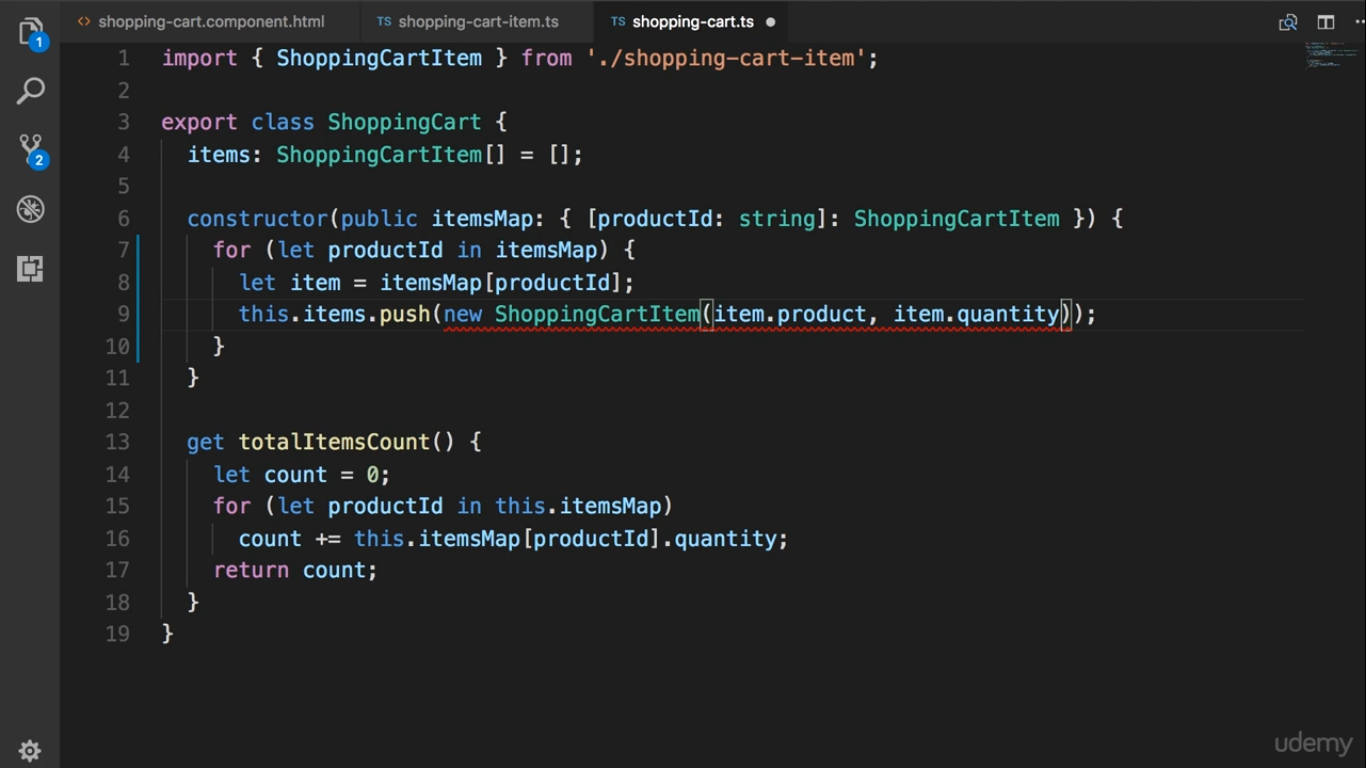 shopping-cart.component.html
TS shopping-cart-item.ts
TS shopping-cart.ts
1
2
1 import { ShoppingCartItem } from './shopping-cart-item';
2
3 export class ShoppingCart {
4 items: ShoppingCartItem[] = [];
5
6 constructor(public itemsMap: { [productId: string]: ShoppingCartItem }) {
7 for (let productId in itemsMap) {
8 let item = itemsMap[productId];
9 this.items.push(new ShoppingCartItem(item.product, item.quantity));
10 }
11 }
12
13 get totalItemsCount() {
14 let count = 0;
15 for (let productId in this.itemsMap)
16 count += this.itemsMap[productId].quantity;
17 return count;
18 }
19 }
udemy